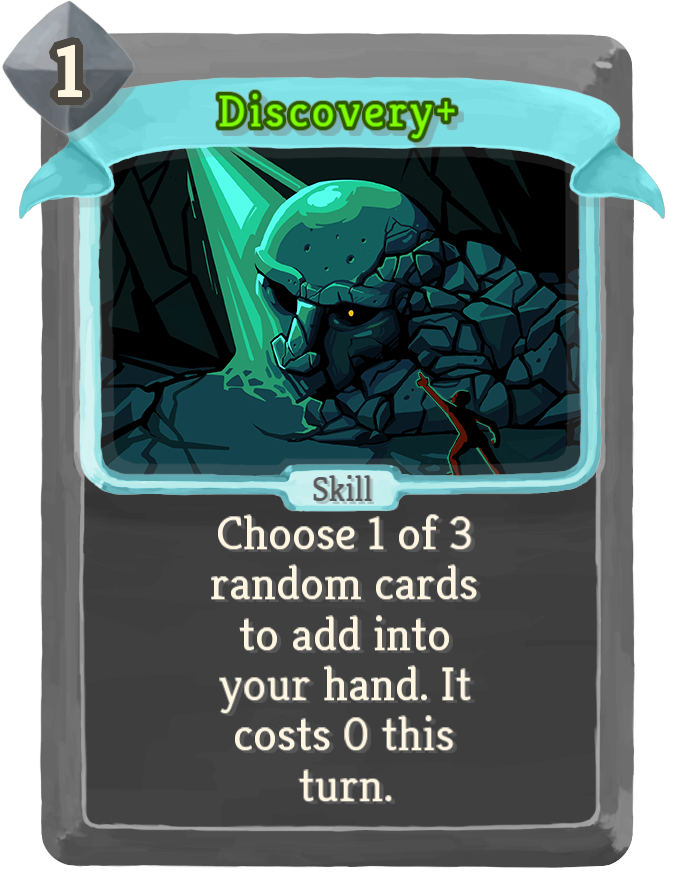 1
Discovery+
Skill
Choose 1 of 3
random cards
to add into
your hand. It
costs 0 this
turn.